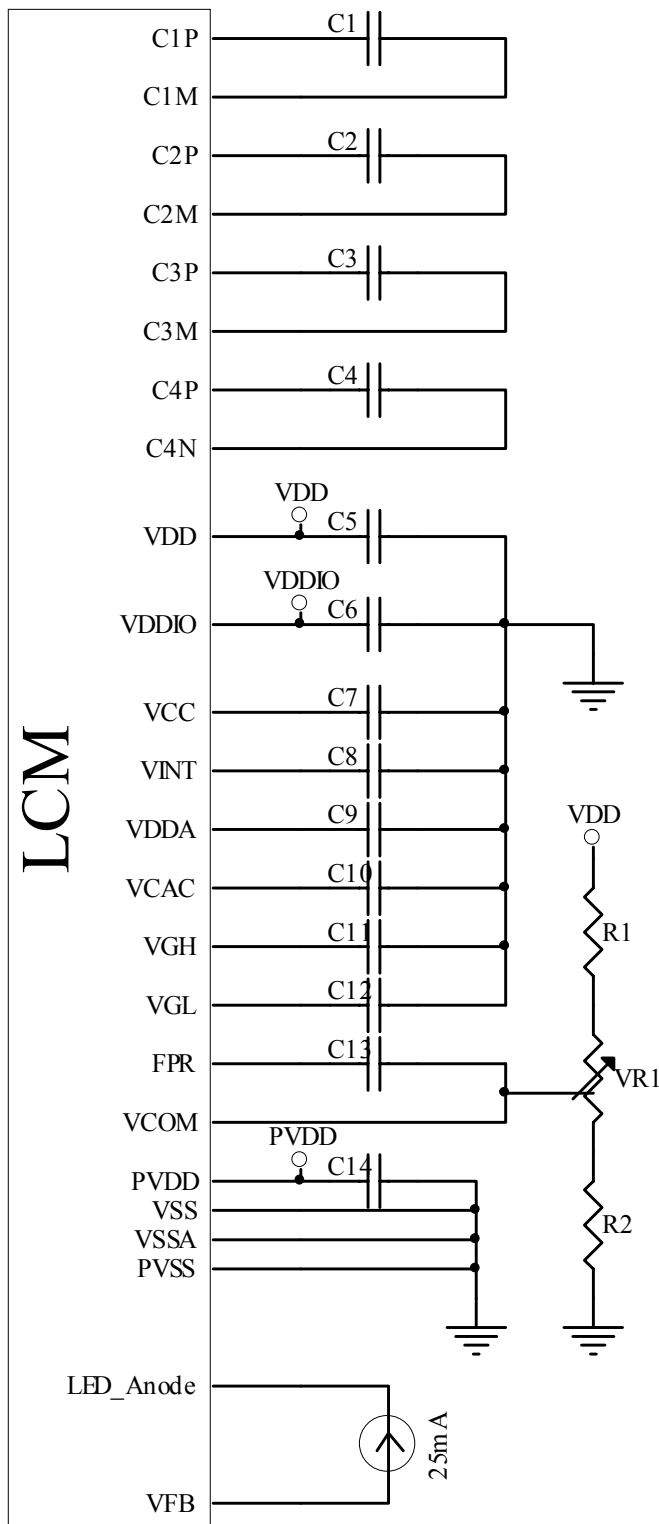 C1P
C1
C1M
C2P
C2
C2M
C3P
C3
C3M
C4P
C4
C4N
VDD
VDD
C5
VDDIO
VDDIO
C6
VCC
C7
VINT
C8
VDDA
C9
VDD
VCAC
C10
R1
VGH
C11
VGL
C12
FPR
C13
VR1
VCOM
PVDD
PVDD
C14
VSS
R2
VSSA
PVSS
LED_Anode
25mA
VFB
LCM